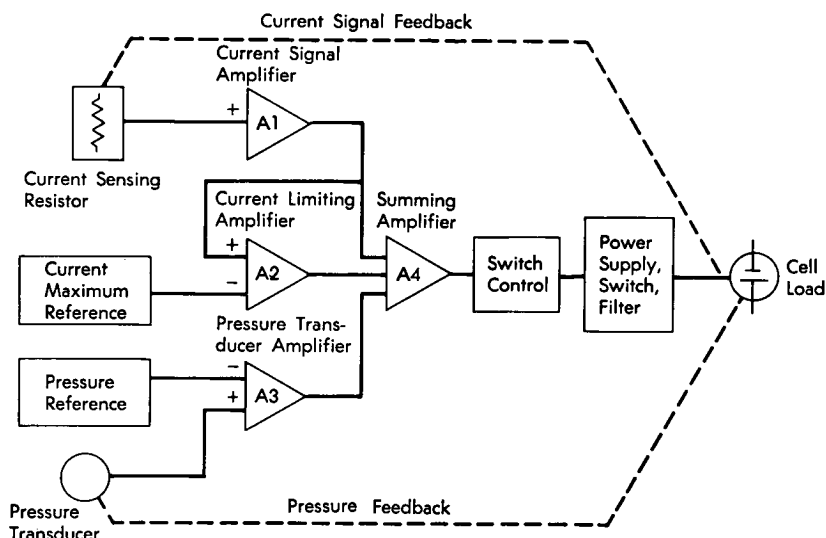 Current Signal Feedback
Current Signal
Amplifier
+
A1
Current Sensing
Resistor
Current Limiting
Amplifier
Summing
Amplifier
+
A2
−
A4
Current
Maximum
Reference
Switch
Control
Power
Supply,
Switch,
Filter
Cell
Load
Pressure Trans-
ducer Amplifier
−
+
A3
Pressure
Reference
Pressure
Transducer
Pressure Feedback